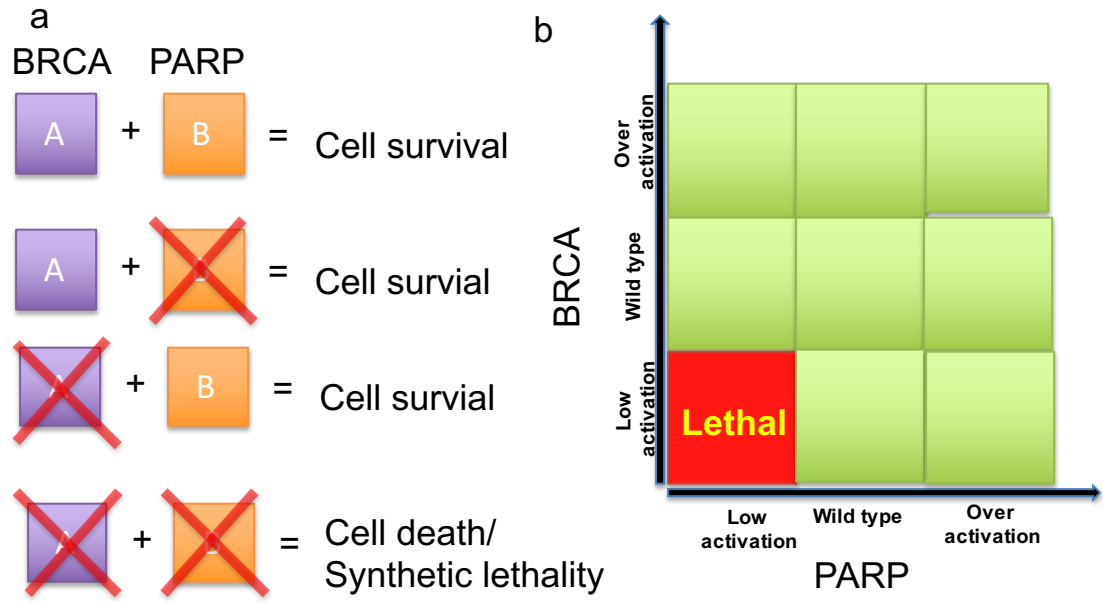 a
BRCA PARP
A + B = Cell survival
A + = Cell survial
+ B = Cell survial
+ = Cell death/
Synthetic lethality
b
BRCA
Over
activation
Wild type
Low
activation
Lethal
Low
activation
Wild type
Over
activation
PARP